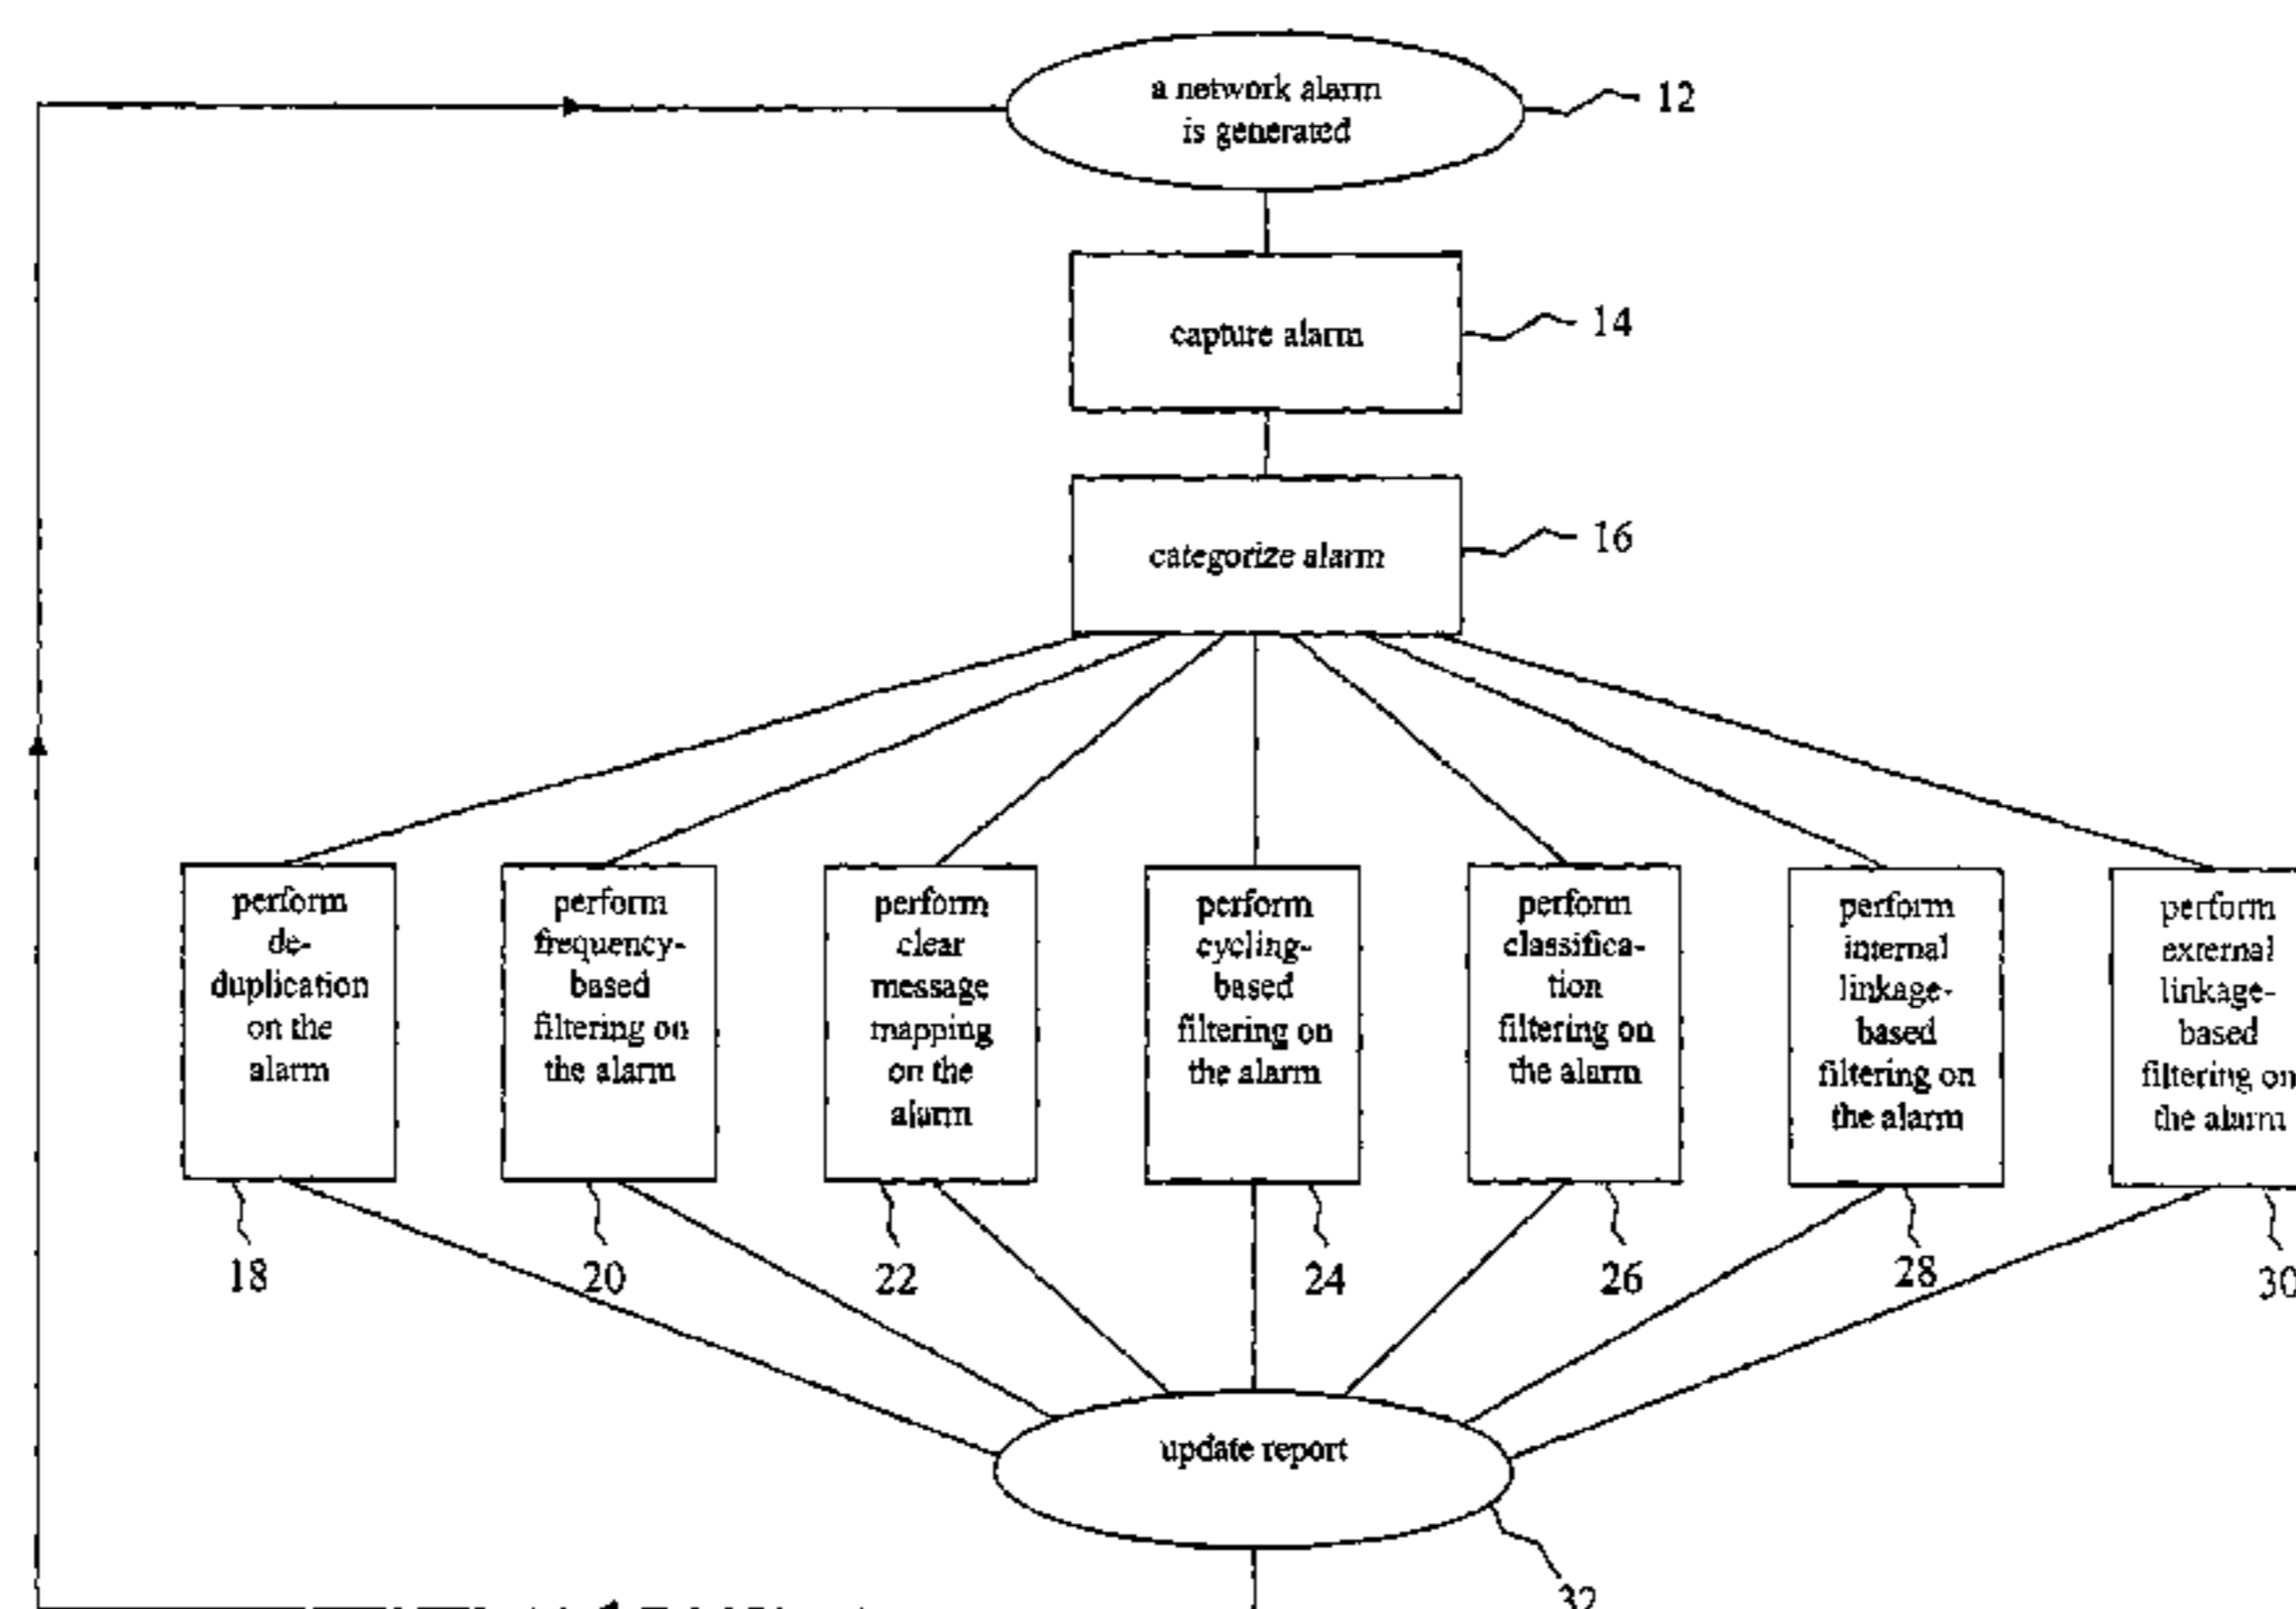 a network alarm
is generated
12
capture alarm
14
categorize alarm
16
perform
de-
duplication
on the
alarm
18
perform
frequency-
based
filtering on
the alarm
20
perform
clear
message
mapping
on the
alarm
22
perform
cycling-
based
filtering on
the alarm
24
perform
classifica-
tion
filtering on
the alarm
26
perform
internal
linkage-
based
filtering on
the alarm
28
perform
external
linkage-
based
filtering on
the alarm
30
update report
32